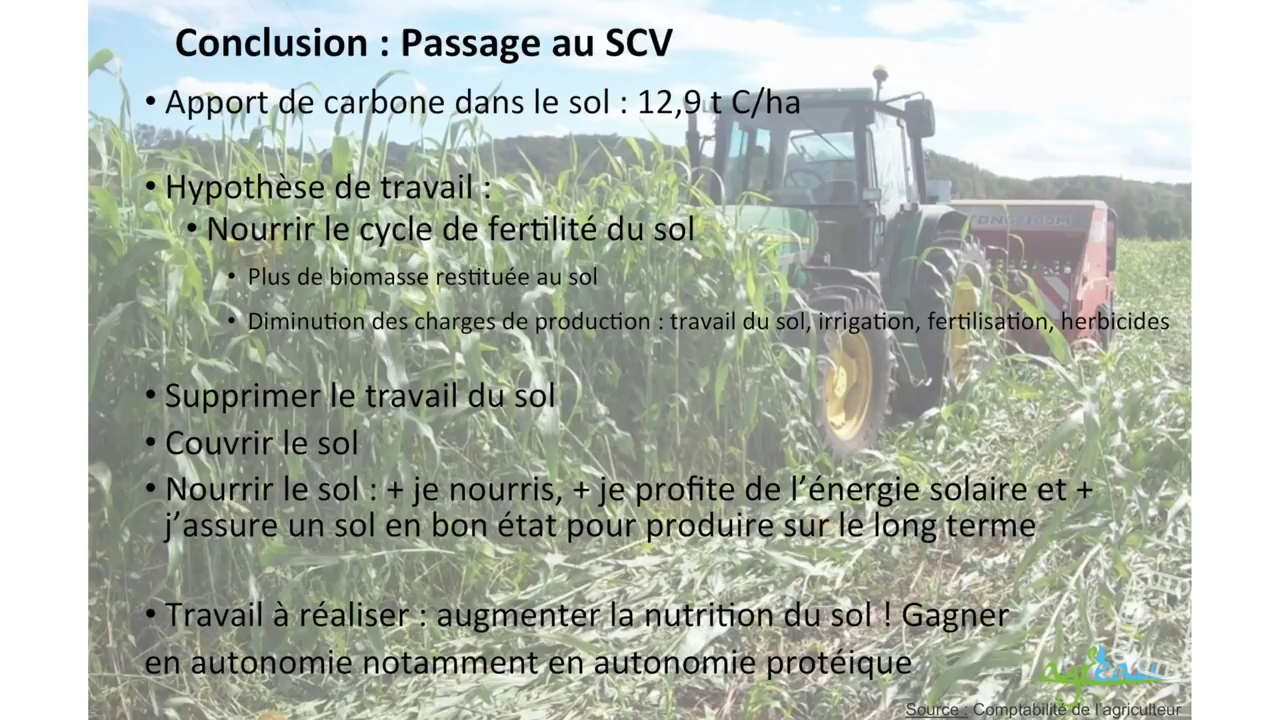 Conclusion : Passage au SCV
• Apport de carbone dans le sol : 12,9 t C/ha
• Hypothèse de travail :
• Nourrir le cycle de fertilité du sol
• Plus de biomasse restituée au sol
• Diminution des charges de production : travail du sol, irrigation, fertilisation, herbicides
• Supprimer le travail du sol
• Couvrir le sol
• Nourrir le sol : + je nourris, + je profite de l’énergie solaire et +
j’assure un sol en bon état pour produire sur le long terme
• Travail à réaliser : augmenter la nutrition du sol ! Gagner
en autonomie notamment en autonomie protéique
Source : Comptabilité de l’agriculteur